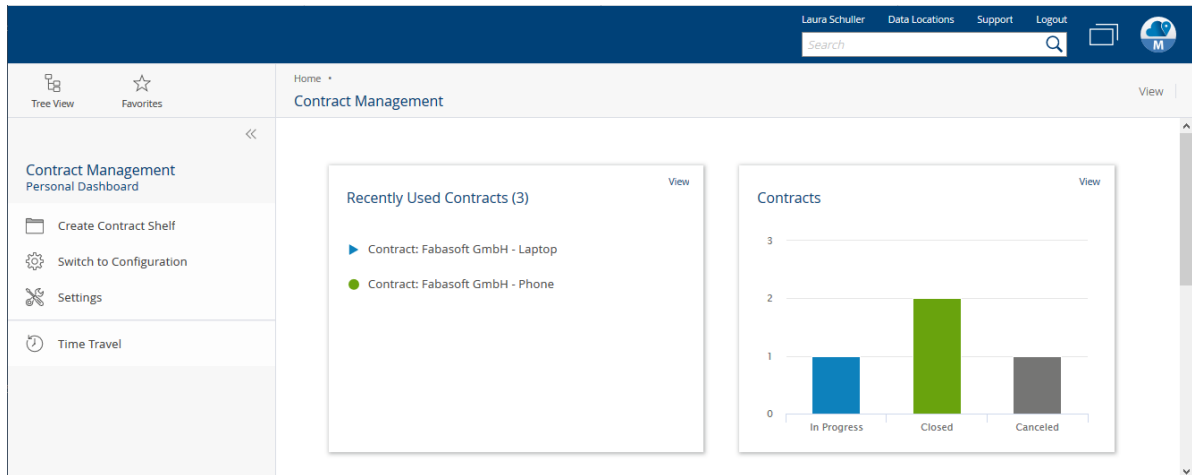 Laura Schuller Data Locations Support Logout
Search
M
Tree View Favorites
Home •
Contract Management
View
Contract Management
Personal Dashboard
Create Contract Shelf
Switch to Configuration
Settings
Time Travel
View
Recently Used Contracts (3)
Contract: Fabasoft GmbH - Laptop
Contract: Fabasoft GmbH - Phone
View
Contracts
3
2
1
0
In Progress Closed Canceled